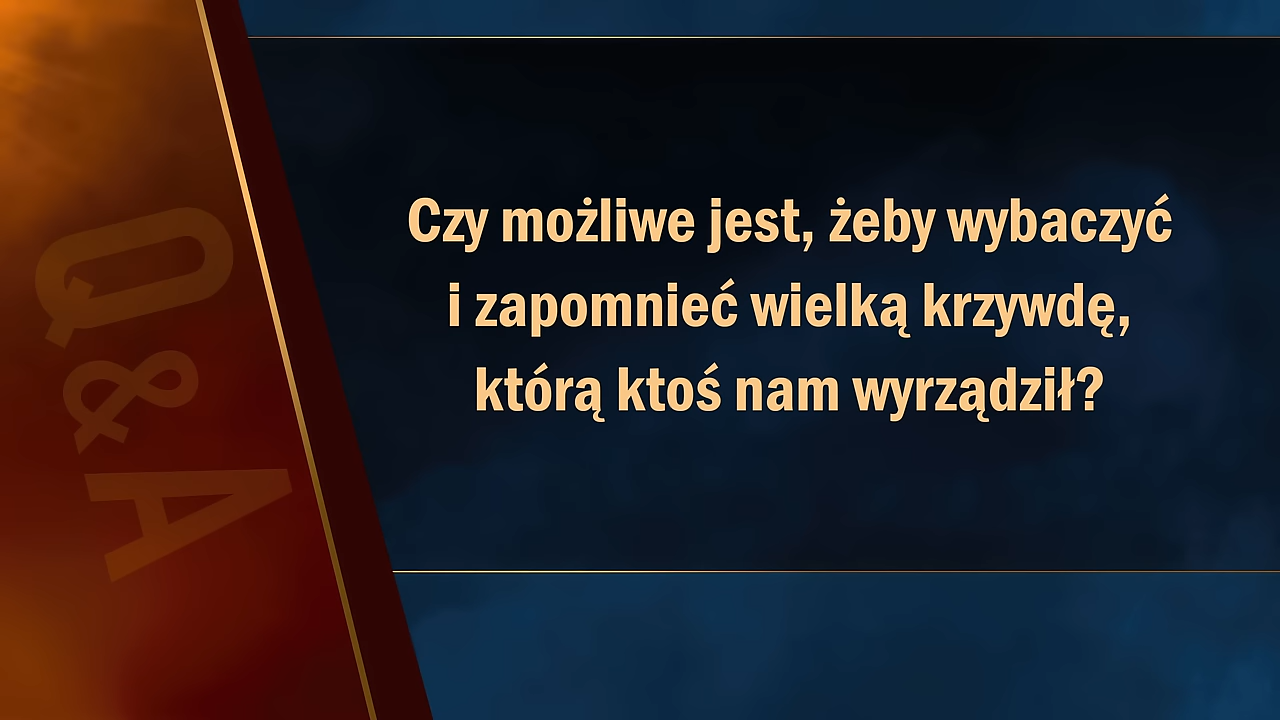 Q&A
Czy możliwe jest, żeby wybaczyć
i zapomnieć wielką krzywdę,
którą ktoś nam wyrządził?